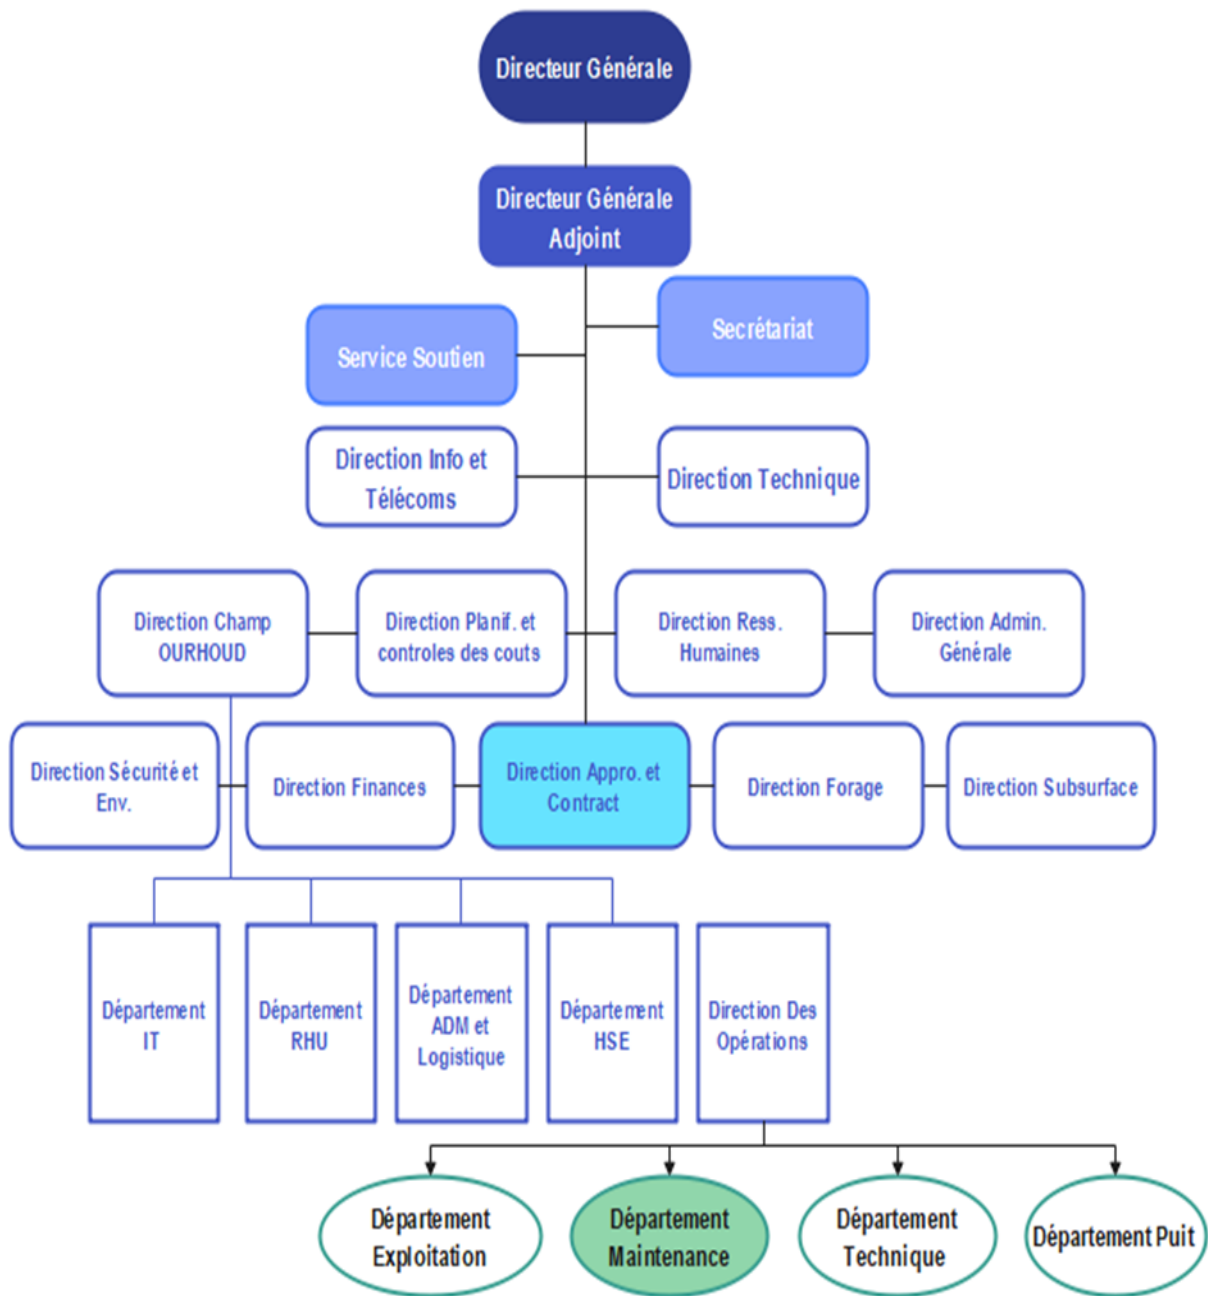 Directeur Générale
Directeur Générale
Adjoint
Secrétariat
Service Soutien
Direction Info et
Télécoms
Direction Technique
Direction Champ
OURHOUD
Direction Planif. et
controles des couts
Direction Ress.
Humaines
Direction Admin.
Générale
Direction Sécurité et
Env.
Direction Finances
Direction Appro. et
Contract
Direction Forage
Direction Subsurface
Département
IT
Département
RHU
Département
ADM et
Logistique
Département
HSE
Direction Des
Opérations
Département
Exploitation
Département
Maintenance
Département
Technique
Département Puit